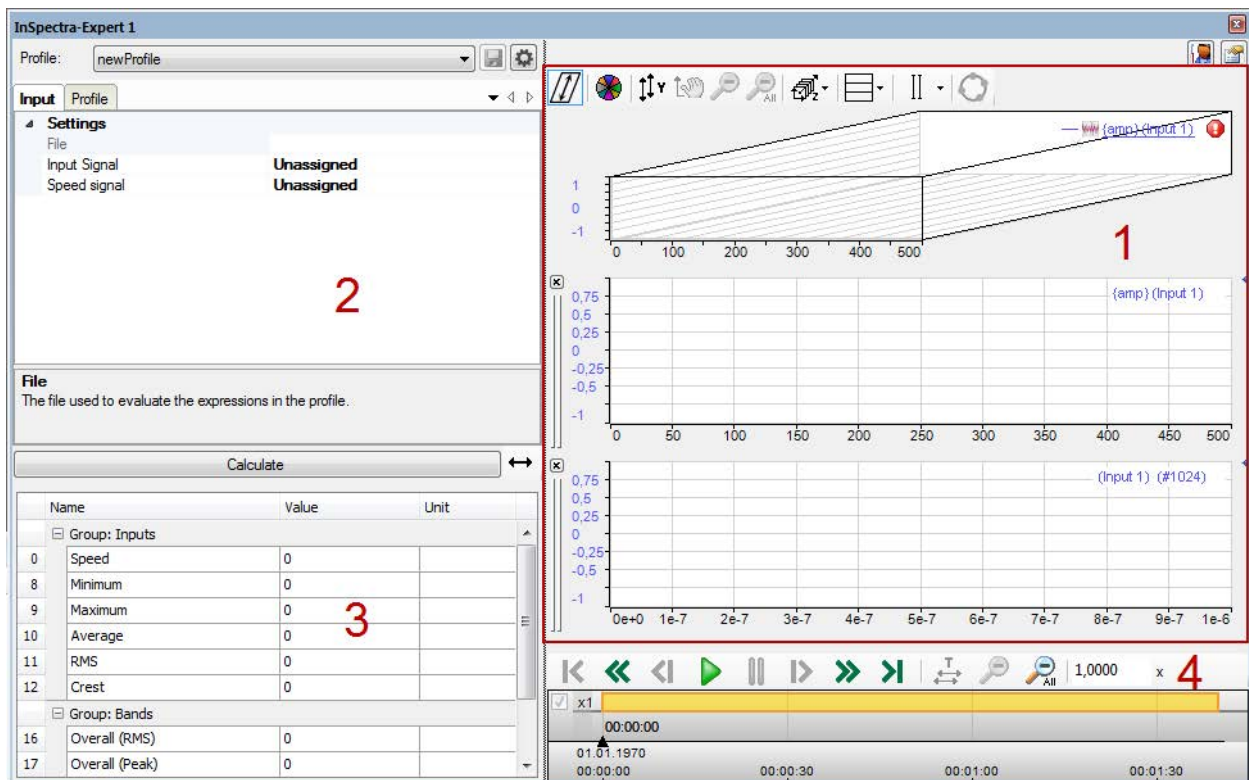 InSpectra-Expert 1
Profile: newProfile
Input Profile
Settings
File
Input Signal Unassigned
Speed signal Unassigned
2
File
The file used to evaluate the expressions in the profile.
Calculate
Name Value Unit
Group: Inputs
0 Speed 0
8 Minimum 0
9 Maximum 0
10 Average 0
11 RMS 0
12 Crest 0
3
Group: Bands
16 Overall (RMS) 0
17 Overall (Peak) 0
Y All z
{amp} (Input 1)
1
0
-1
0 100 200 300 400 500
1
{amp} (Input 1)
0,75
0,5
0,25
0
-0,25
-0,5
-1
0 50 100 150 200 250 300 350 400 450 500
(Input 1) (#1024)
0,75
0,5
0,25
0
-0,25
-0,5
-1
0e+0 1e-7 2e-7 3e-7 4e-7 5e-7 6e-7 7e-7 8e-7 9e-7 1e-6
T All 1,0000 x 4
x1
00:00:00
01.01.1970
00:00:00 00:00:30 00:01:00 00:01:30